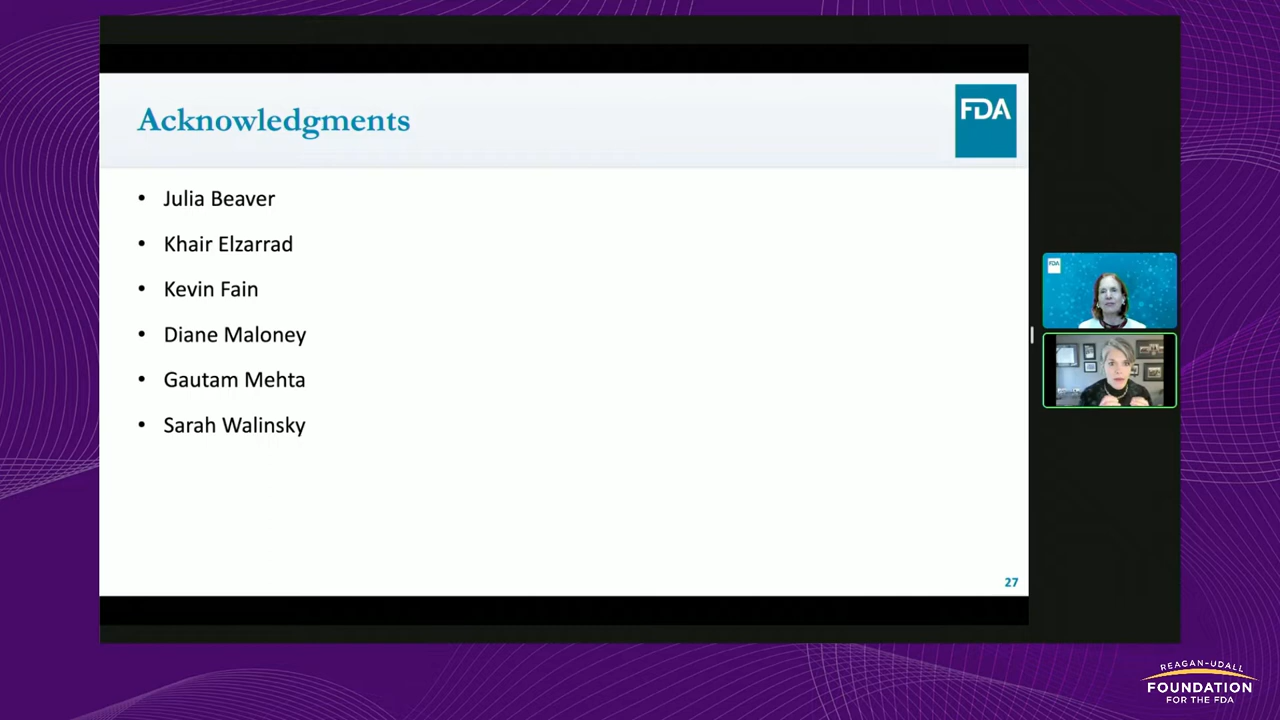 Acknowledgments
FDA
• Julia Beaver
• Khair Elzarrad
• Kevin Fain
• Diane Maloney
• Gautam Mehta
• Sarah Walinsky
27
FDA
REAGAN-UDALL
FOUNDATION
FOR THE FDA